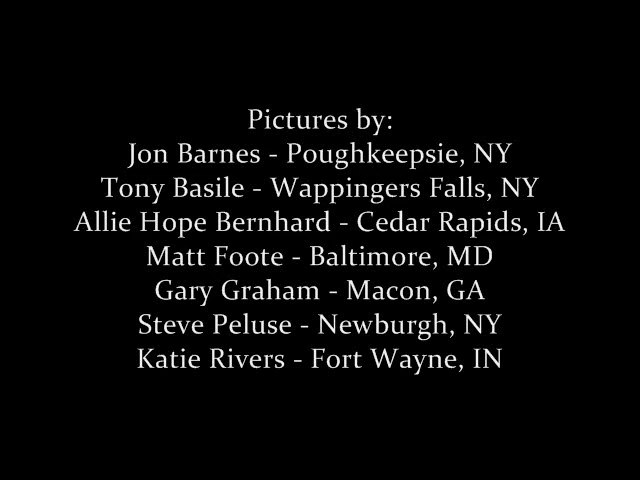 Pictures by:
Jon Barnes - Poughkeepsie, NY
Tony Basile - Wappingers Falls, NY
Allie Hope Bernhard - Cedar Rapids, IA
Matt Foote - Baltimore, MD
Gary Graham - Macon, GA
Steve Peluse - Newburgh, NY
Katie Rivers - Fort Wayne, IN